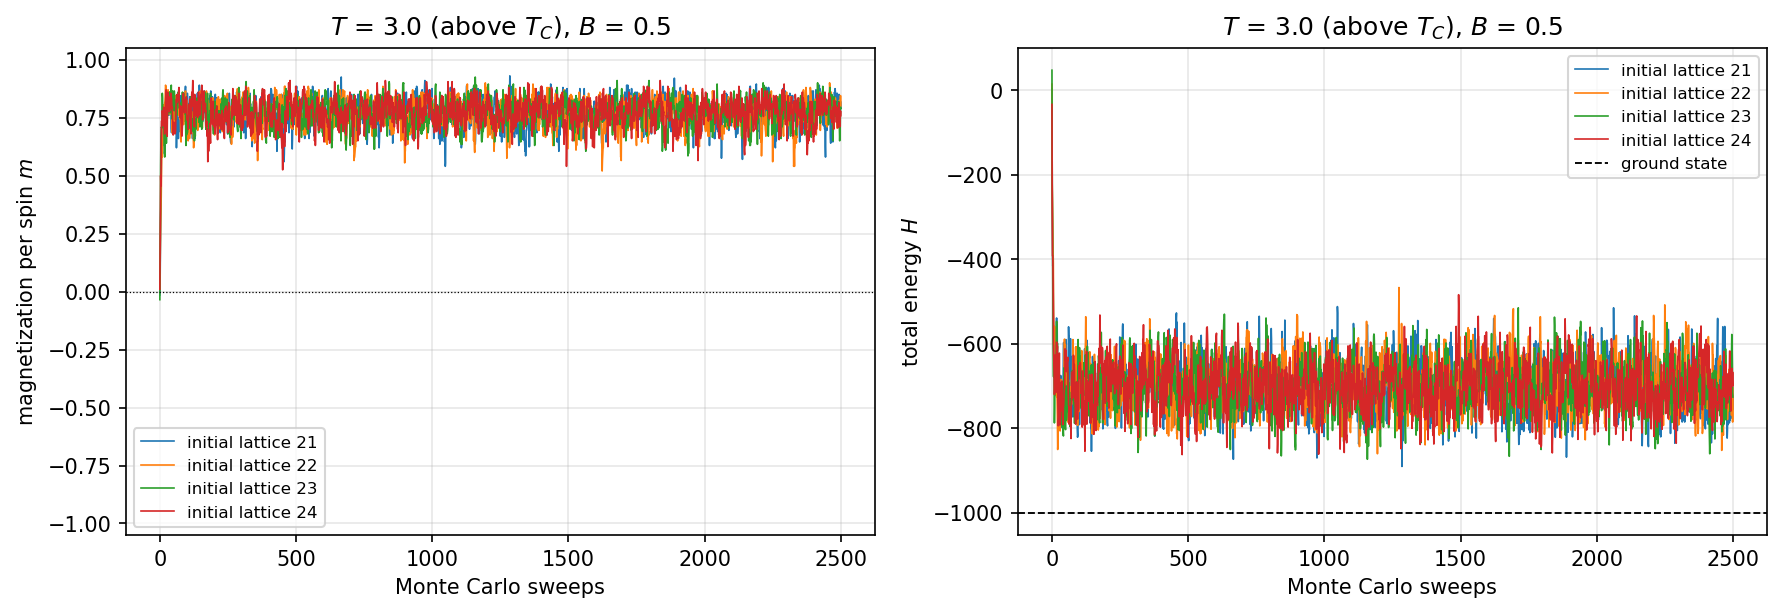 T = 3.0 (above T_C), B = 0.5
magnetization per spin m
1.00
0.75
0.50
0.25
0.00
−0.25
−0.50
−0.75
−1.00
initial lattice 21
initial lattice 22
initial lattice 23
initial lattice 24
0 500 1000 1500 2000 2500
Monte Carlo sweeps
T = 3.0 (above T_C), B = 0.5
total energy H
0
−200
−400
−600
−800
−1000
initial lattice 21
initial lattice 22
initial lattice 23
initial lattice 24
ground state
0 500 1000 1500 2000 2500
Monte Carlo sweeps